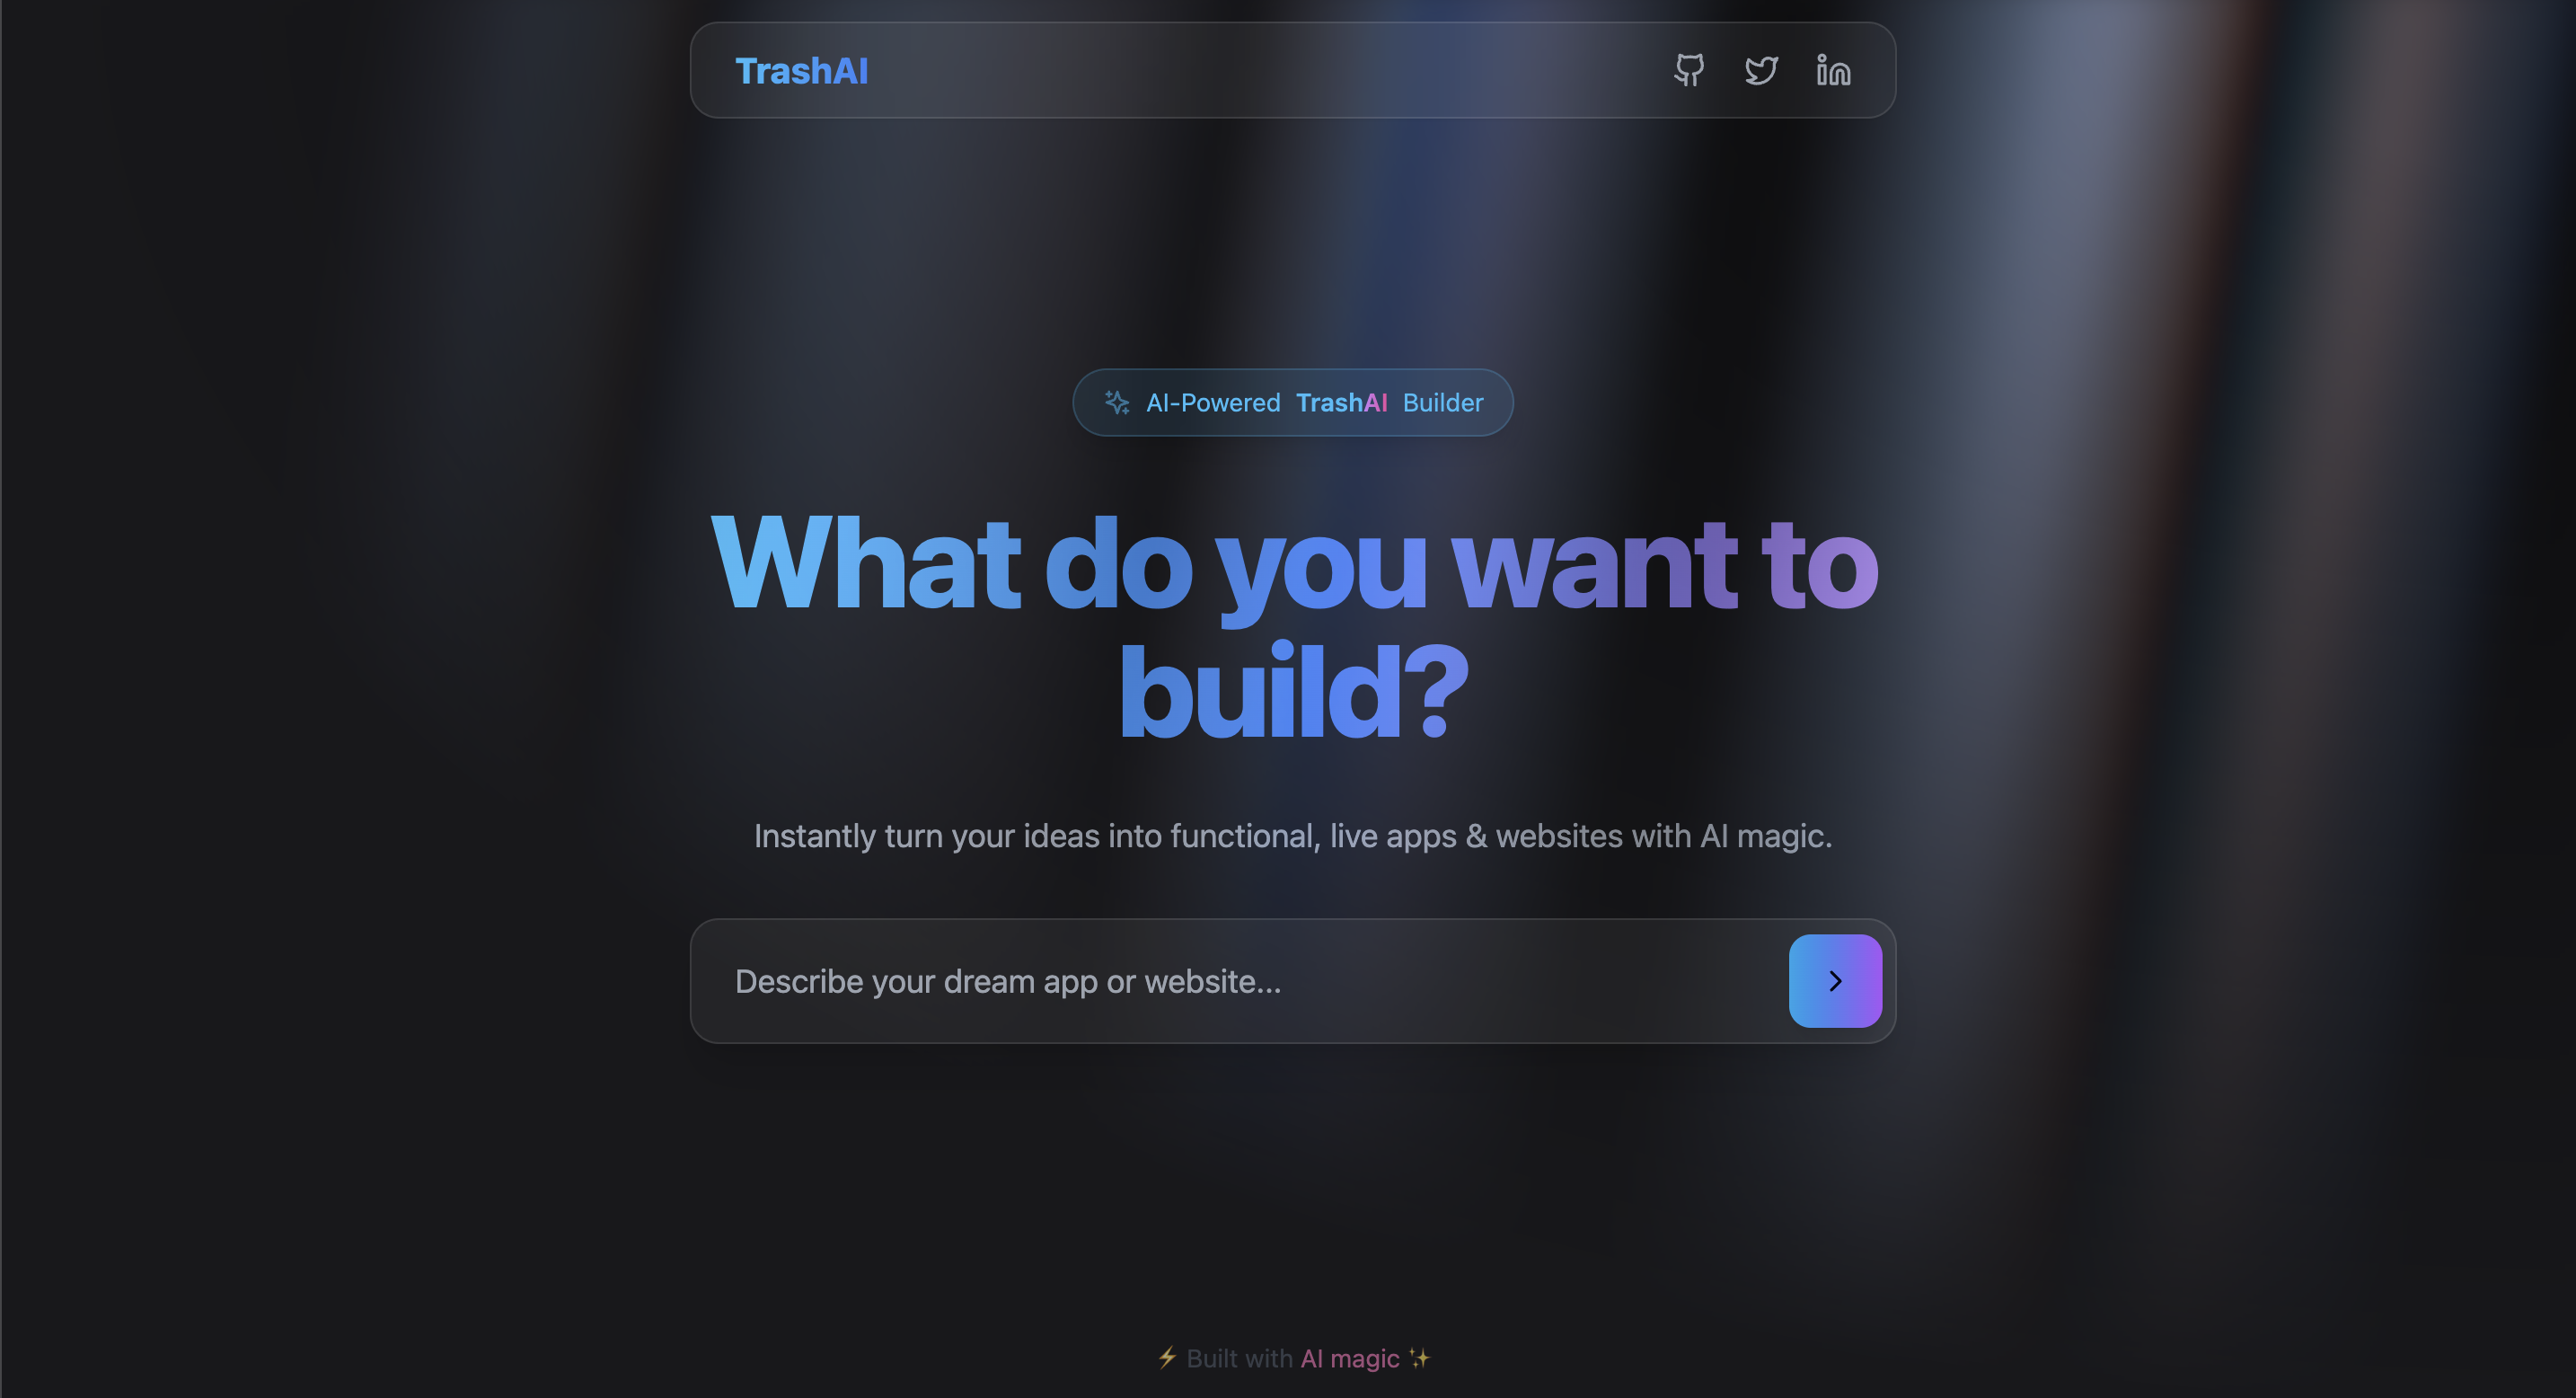 TrashAI
AI-Powered TrashAI Builder
What do you want to
build?
Instantly turn your ideas into functional, live apps & websites with AI magic.
Describe your dream app or website...
⚡ Built with AI magic ✨